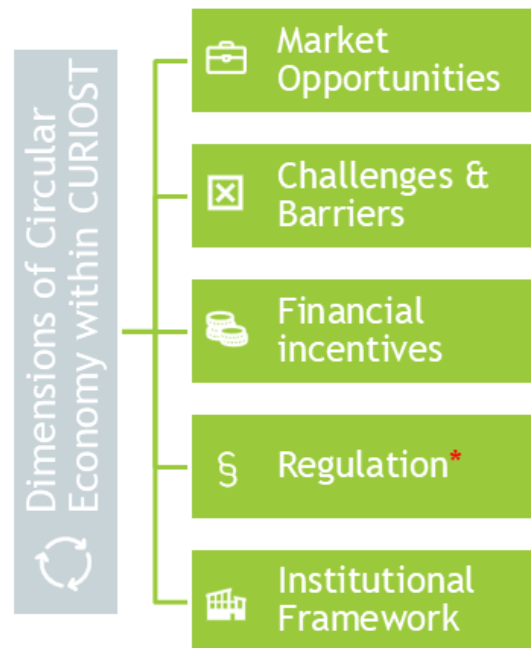 Dimensions of Circular
Economy within CURIOST
Market
Opportunities
Challenges &
Barriers
Financial
incentives
§
Regulation*
Institutional
Framework